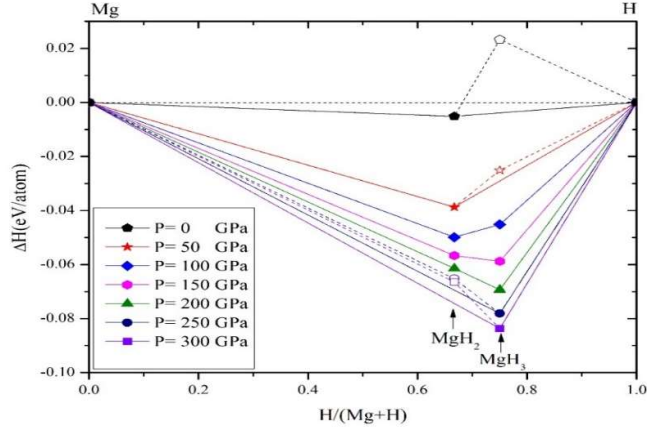 Mg H
0.02
0.00
-0.02
-0.04
-0.06
-0.08
-0.10
ΔH(eV/atom)
P= 0 GPa
P= 50 GPa
P= 100 GPa
P= 150 GPa
P= 200 GPa
P= 250 GPa
P= 300 GPa
MgH₂
MgH₃
0.0 0.2 0.4 0.6 0.8 1.0
H/(Mg+H)